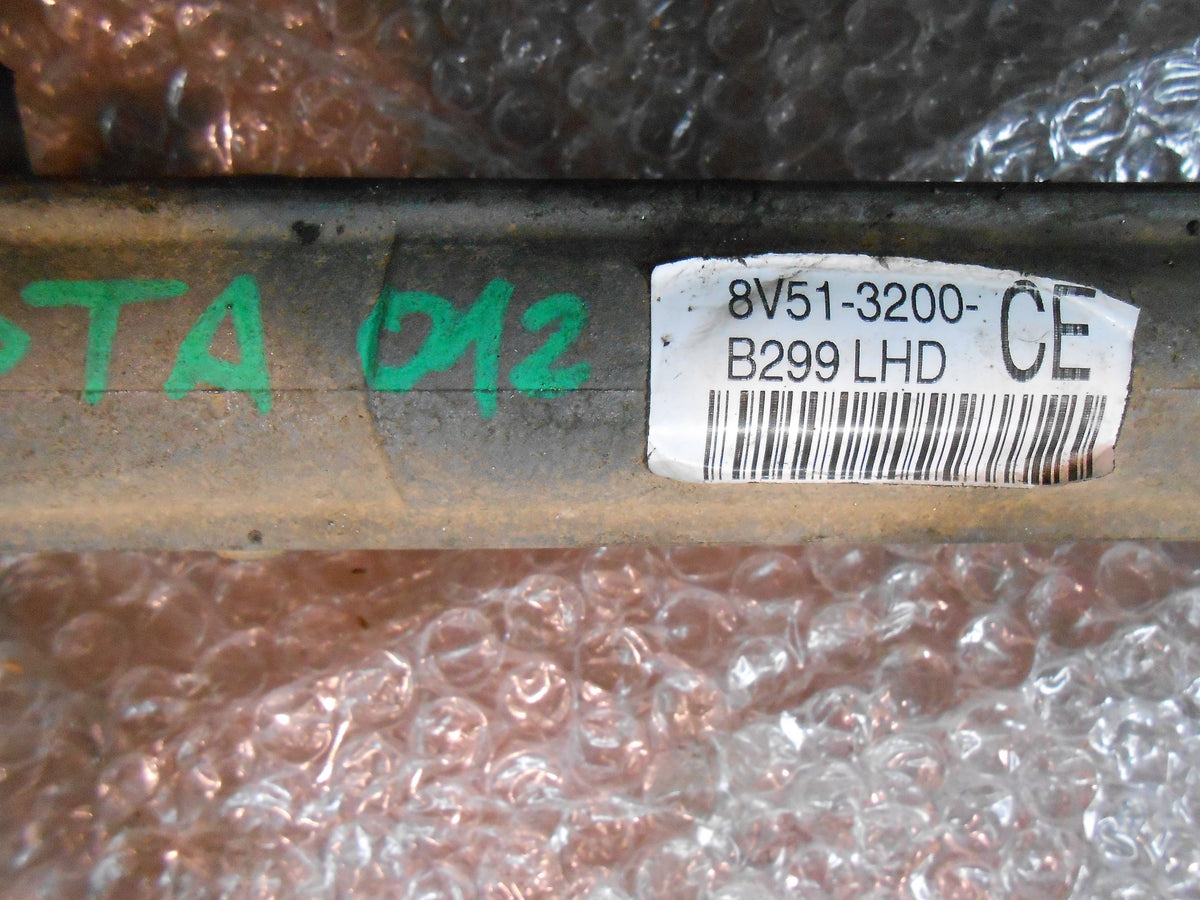 TA 012
8V51-3200- CE
B299 LHD